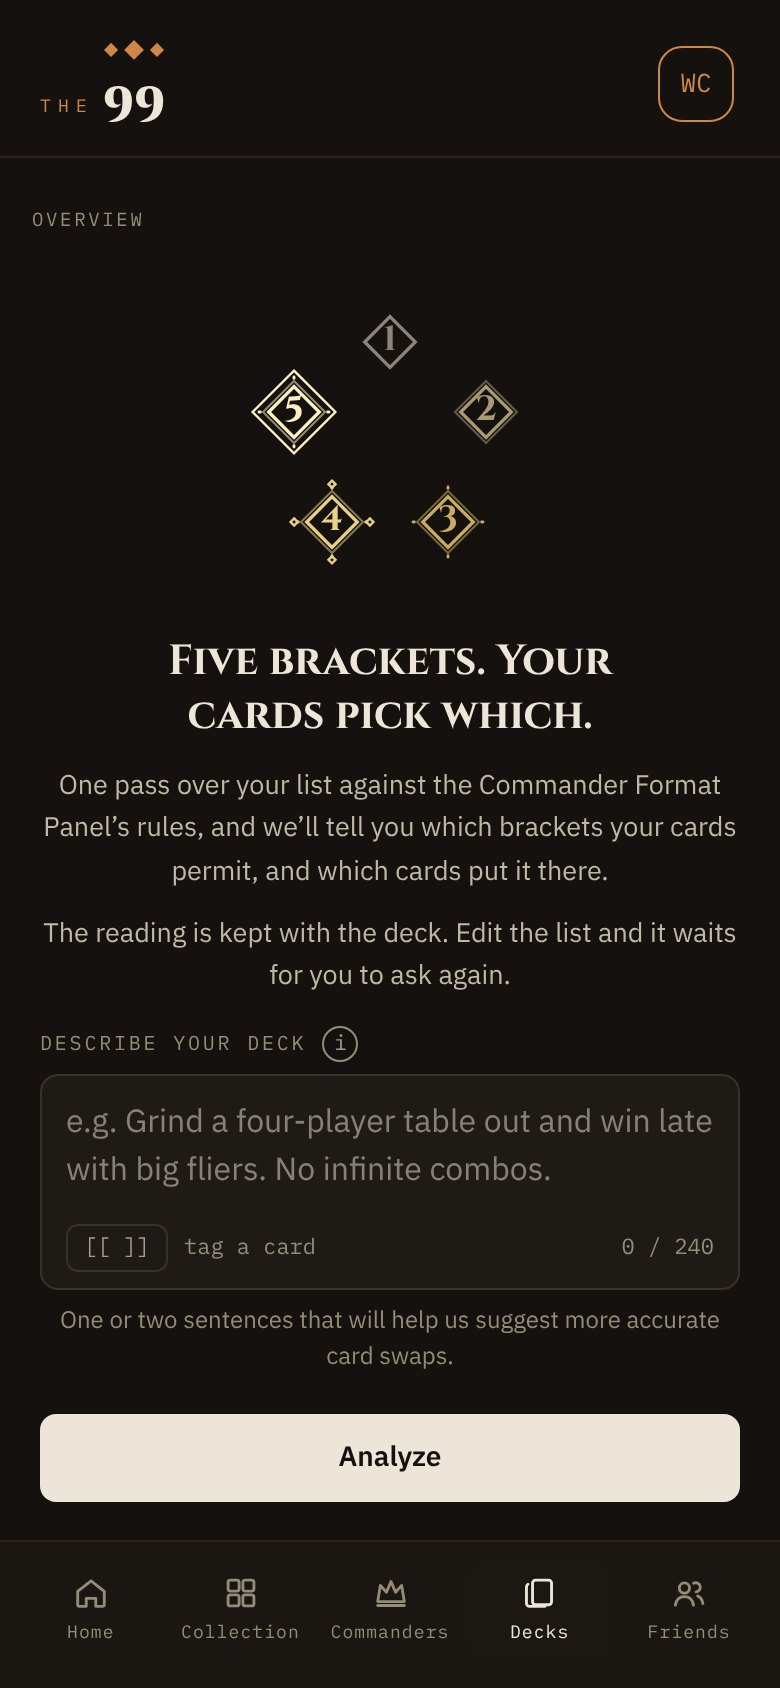 THE 99
WC
OVERVIEW
1
5
2
4
3
Five brackets. Your
cards pick which.
One pass over your list against the Commander Format
Panel’s rules, and we’ll tell you which brackets your cards
permit, and which cards put it there.
The reading is kept with the deck. Edit the list and it waits
for you to ask again.
DESCRIBE YOUR DECK i
e.g. Grind a four-player table out and win late
with big fliers. No infinite combos.
[[ ]] tag a card 0 / 240
One or two sentences that will help us suggest more accurate
card swaps.
Analyze
Home Collection Commanders Decks Friends